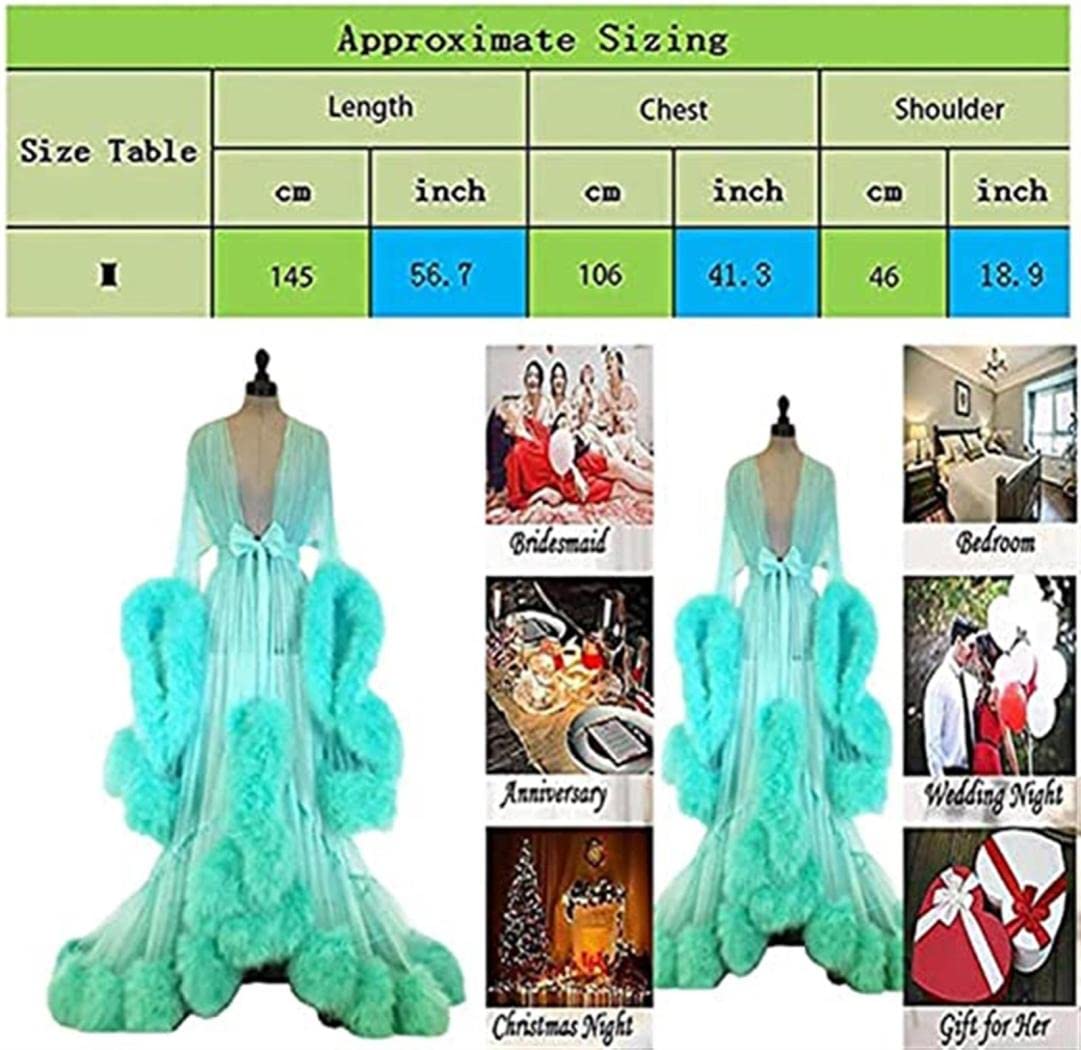 Approximate Sizing
Length Chest Shoulder
Size Table
cm inch cm inch cm inch
145 56.7 106 41.3 46 18.9
Bridesmaid
Bedroom
Anniversary
Wedding Night
Christmas Night
Gift for Her